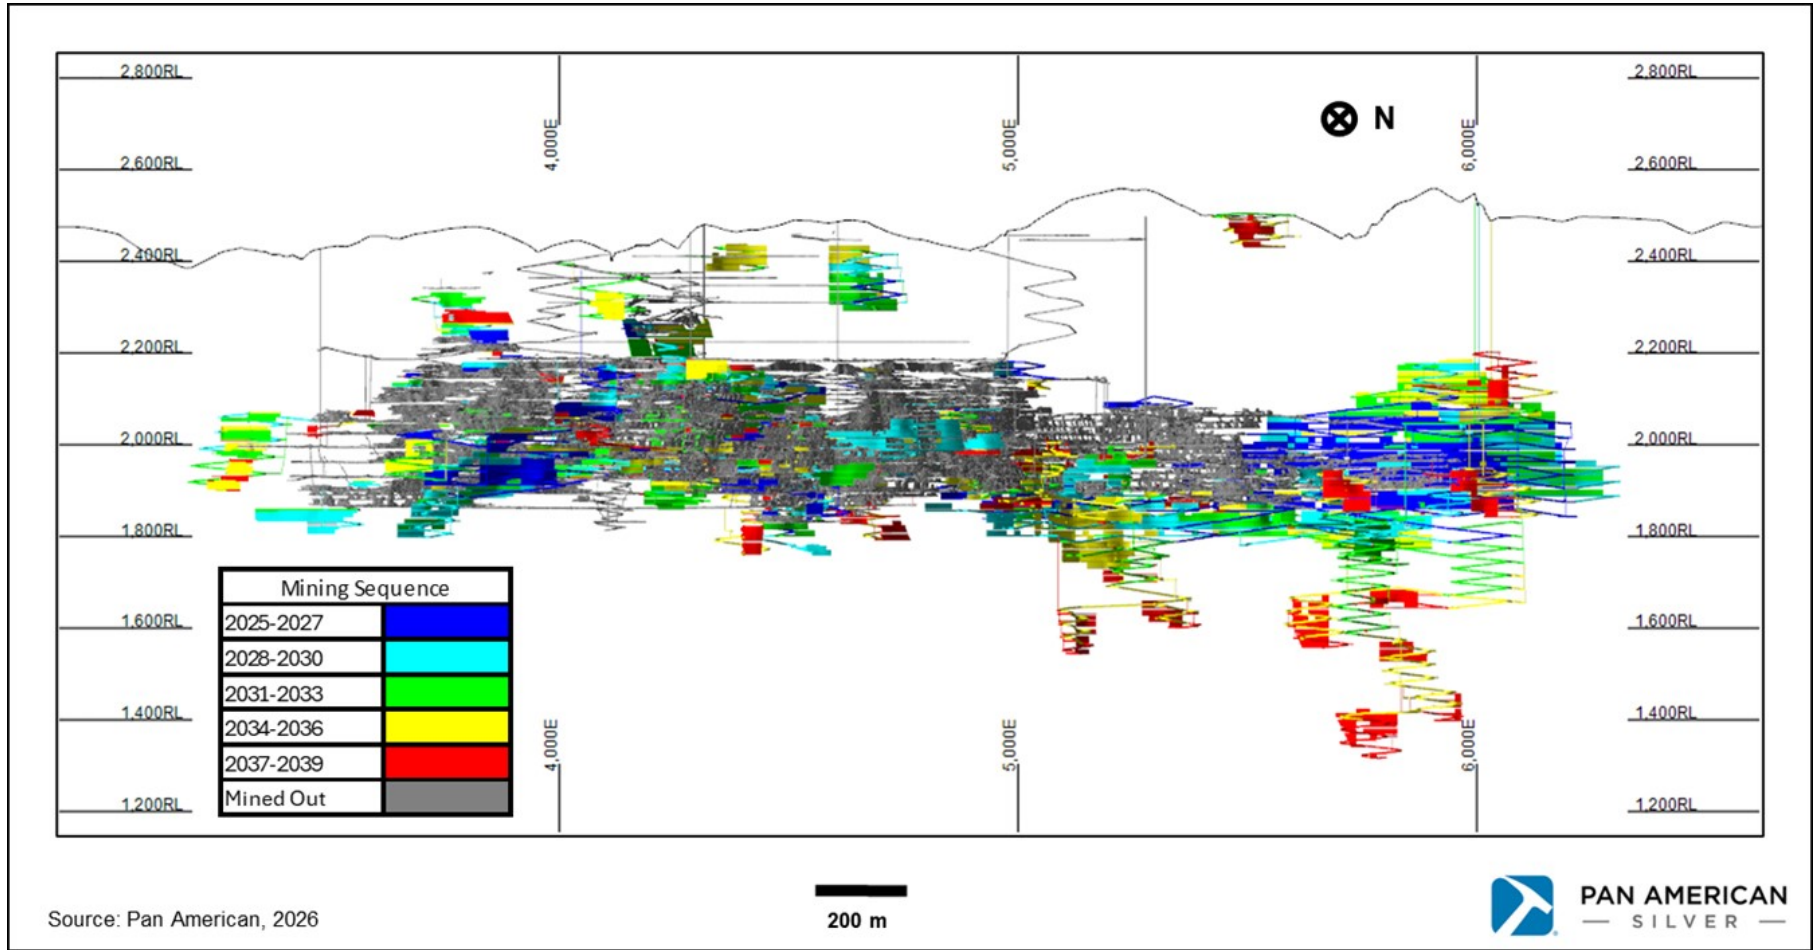 2,800RL 2,800RL
4,000E 5,000E 6,000E
N
2,600RL 2,600RL
2,400RL 2,400RL
2,200RL 2,200RL
2,000RL 2,000RL
1,800RL 1,800RL
Mining Sequence
2025-2027
2028-2030
2031-2033
2034-2036
2037-2039
Mined Out
1,600RL 1,600RL
1,400RL 1,400RL
4,000E 5,000E 6,000E
1,200RL 1,200RL
Source: Pan American, 2026
200 m
PAN AMERICAN
— SILVER —